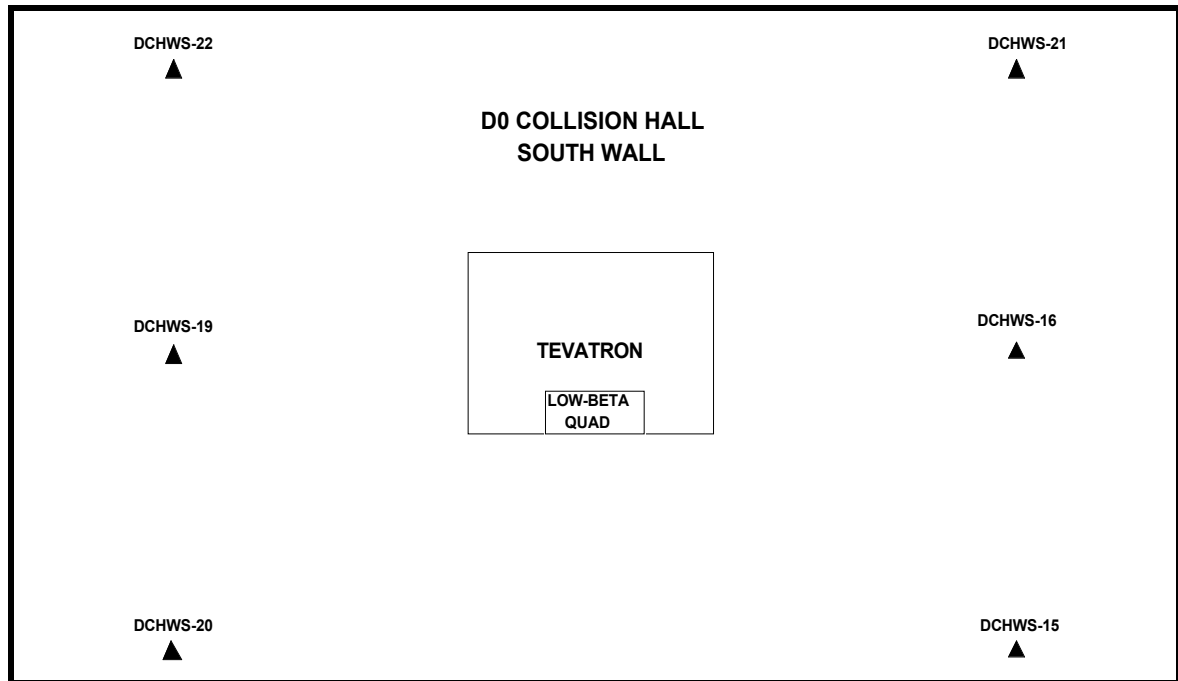 DCHWS-22
DCHWS-21
D0 COLLISION HALL
SOUTH WALL
DCHWS-19
DCHWS-16
TEVATRON
LOW-BETA
QUAD
DCHWS-20
DCHWS-15